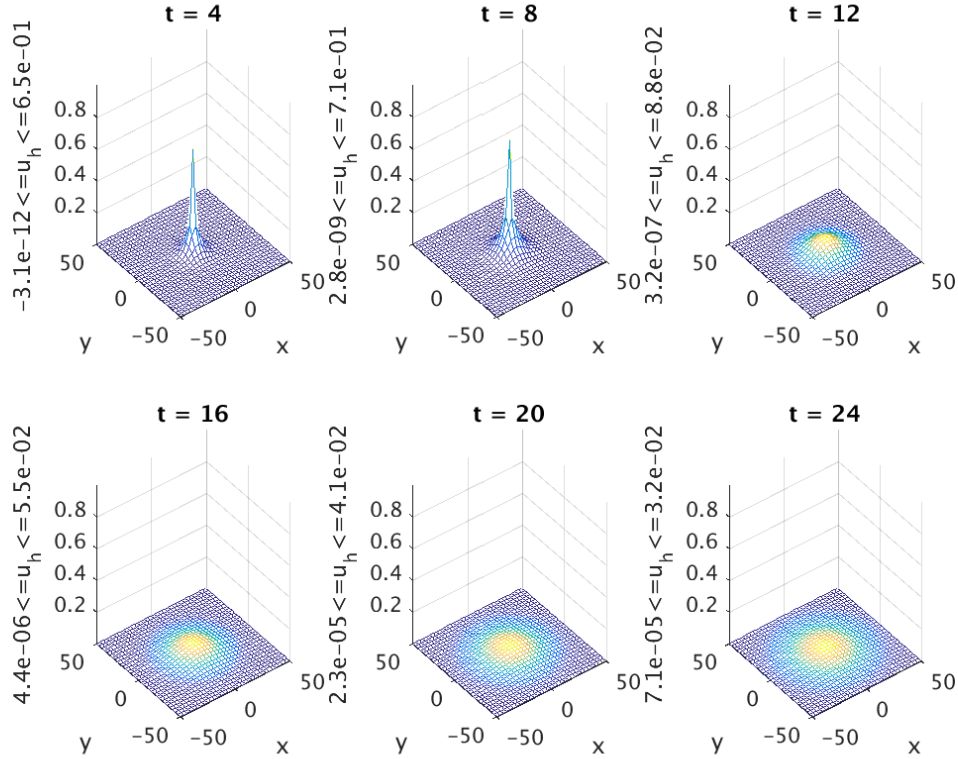 t = 4
−3.1e−12<=u_h<=6.5e−01
0.8
0.6
0.4
0.2
50
0
−50
y
−50
0
50
x
t = 8
2.8e−09<=u_h<=7.1e−01
0.8
0.6
0.4
0.2
50
0
−50
y
−50
0
50
x
t = 12
3.2e−07<=u_h<=8.8e−02
0.8
0.6
0.4
0.2
50
0
−50
y
−50
0
50
x
t = 16
4.4e−06<=u_h<=5.5e−02
0.8
0.6
0.4
0.2
50
0
−50
y
−50
0
50
x
t = 20
2.3e−05<=u_h<=4.1e−02
0.8
0.6
0.4
0.2
50
0
−50
y
−50
0
50
x
t = 24
7.1e−05<=u_h<=3.2e−02
0.8
0.6
0.4
0.2
50
0
−50
y
−50
0
50
x